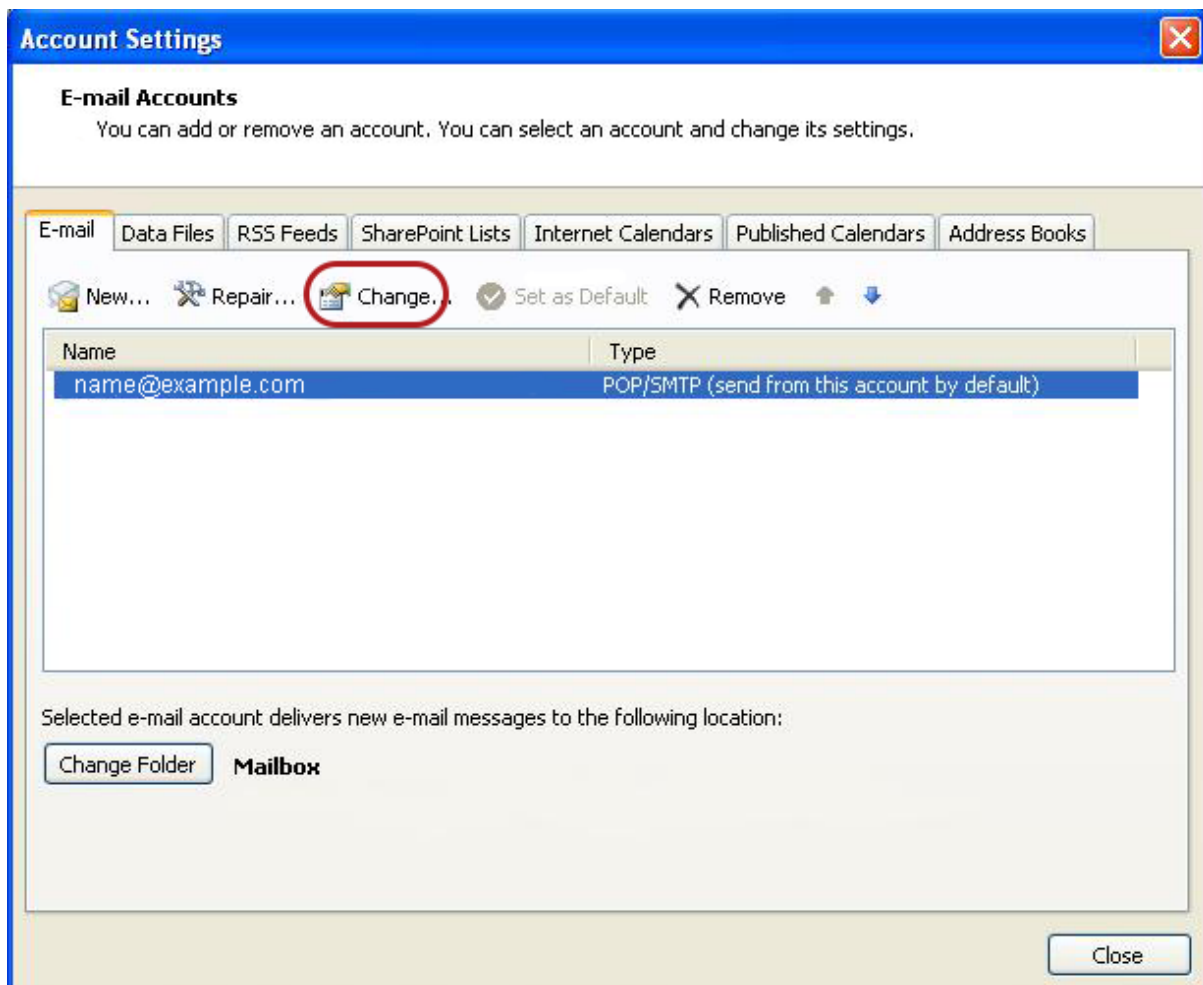 Account Settings
E-mail Accounts
You can add or remove an account. You can select an account and change its settings.
E-mail Data Files RSS Feeds SharePoint Lists Internet Calendars Published Calendars Address Books
New... Repair... Change... Set as Default Remove
Name Type
name@example.com POP/SMTP (send from this account by default)
Selected e-mail account delivers new e-mail messages to the following location:
Change Folder Mailbox
Close